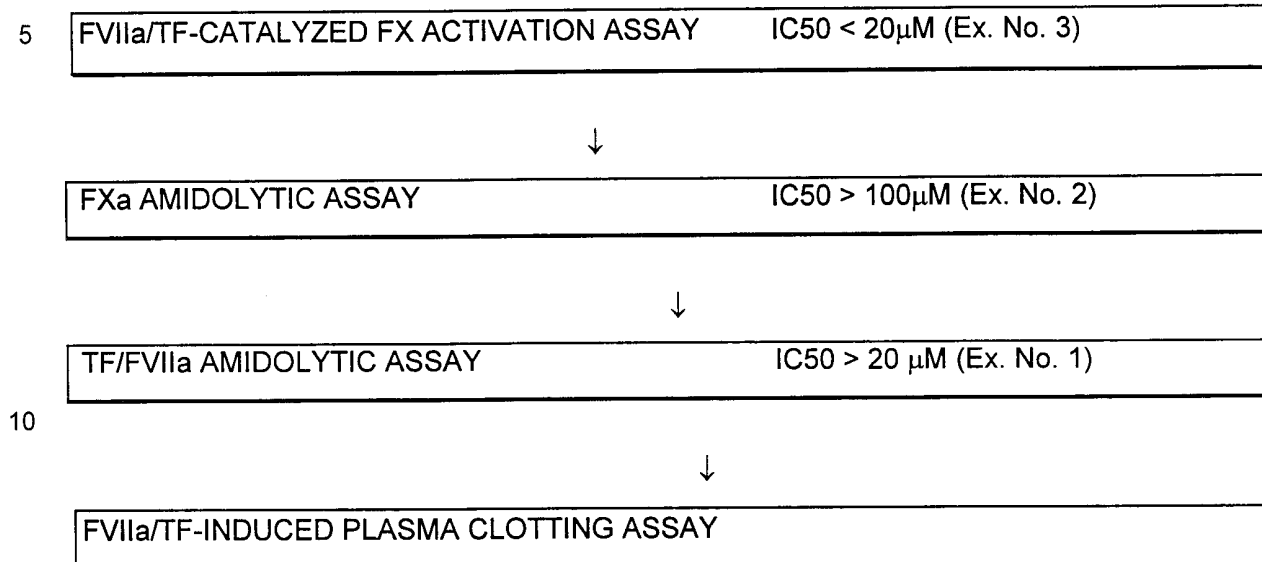 5 FVIIa/TF-CATALYZED FX ACTIVATION ASSAY IC50 < 20μM (Ex. No. 3)
↓
FXa AMIDOLYTIC ASSAY IC50 > 100μM (Ex. No. 2)
↓
TF/FVIIa AMIDOLYTIC ASSAY IC50 > 20 μM (Ex. No. 1)
10
↓
FVIIa/TF-INDUCED PLASMA CLOTTING ASSAY